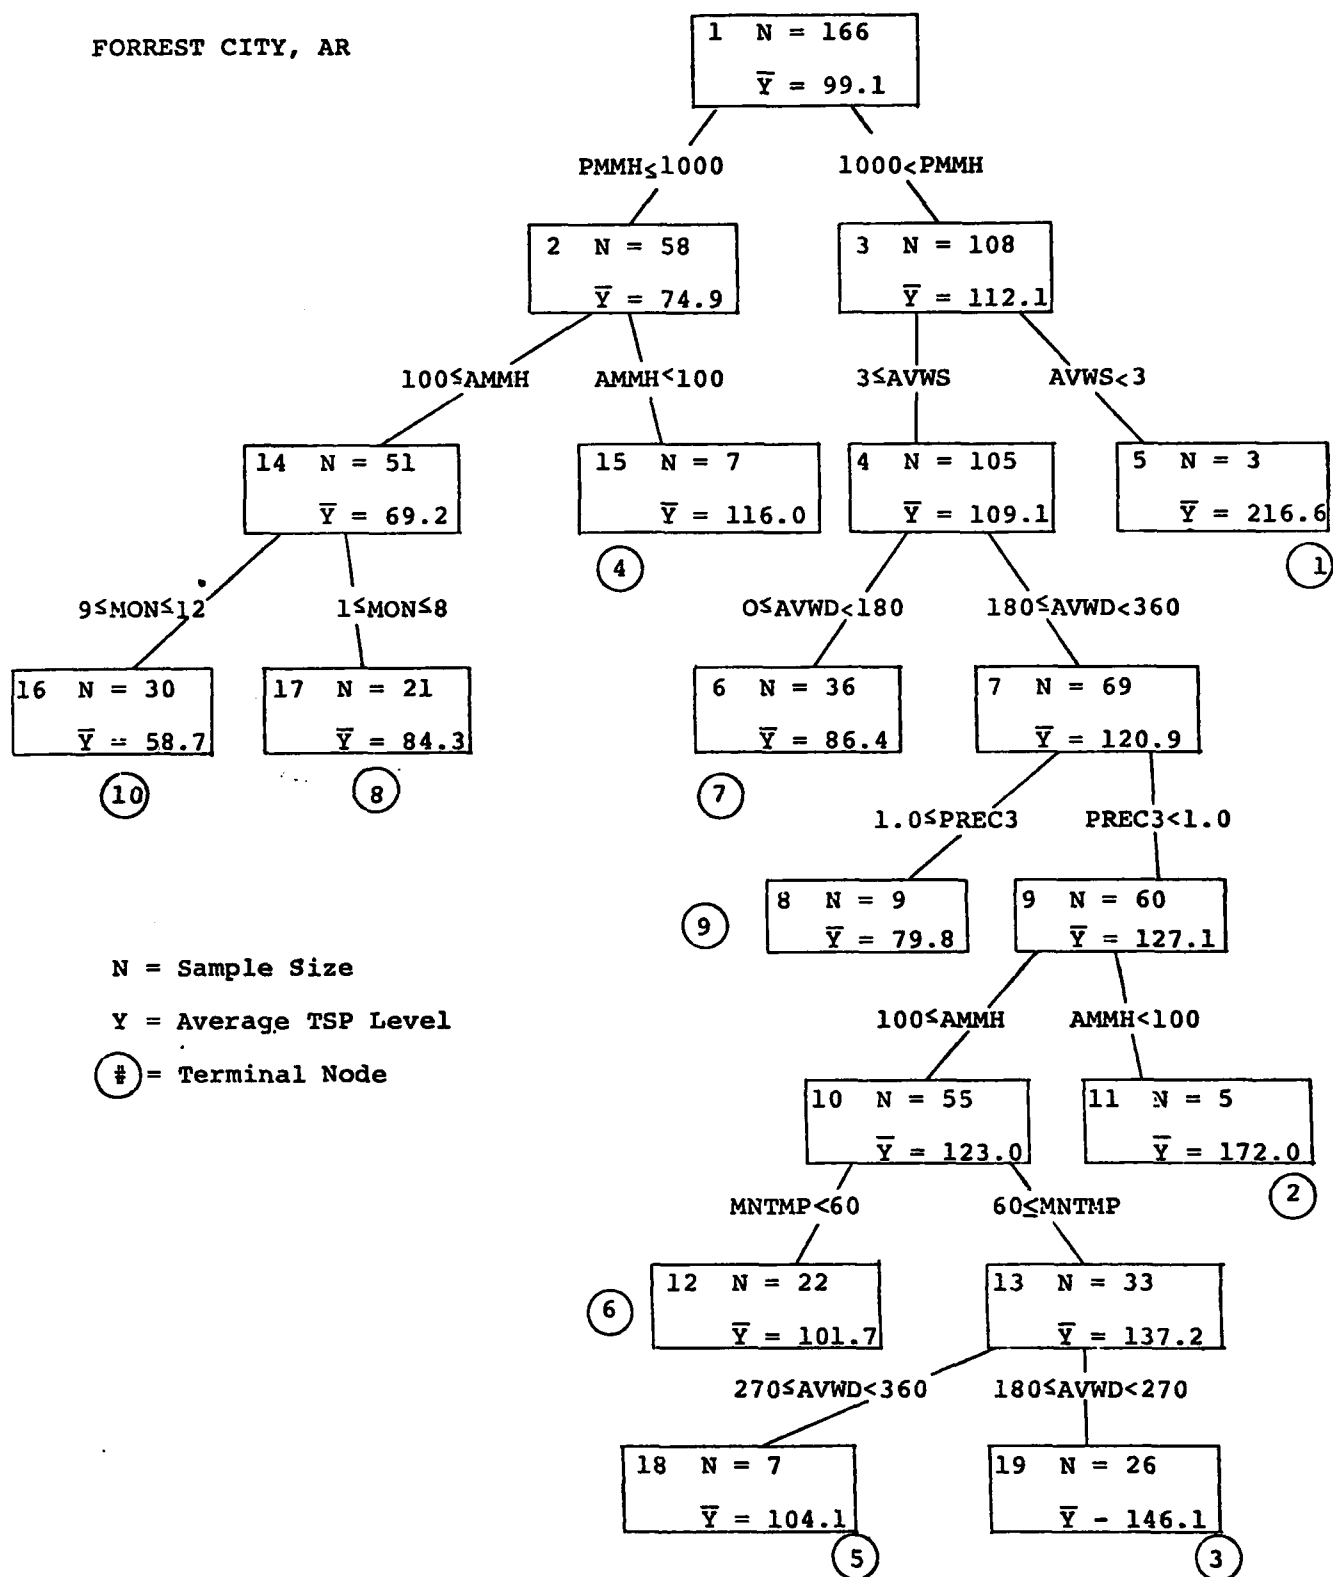 FORREST CITY, AR
1 N = 166
Y̅ = 99.1
PMMH≤1000 1000<PMMH
2 N = 58
Y̅ = 74.9
3 N = 108
Y̅ = 112.1
100≤AMMH AMMH<100 3≤AVWS AVWS<3
14 N = 51
Y̅ = 69.2
15 N = 7
Y̅ = 116.0
4
4 N = 105
Y̅ = 109.1
5 N = 3
Y̅ = 216.6
1
9≤MON≤12 1≤MON≤8 0≤AVWD<180 180≤AVWD<360
16 N = 30
Y̅ = 58.7
10
17 N = 21
Y̅ = 84.3
8
6 N = 36
Y̅ = 86.4
7
7 N = 69
Y̅ = 120.9
1.0≤PREC3 PREC3<1.0
9
8 N = 9
Y̅ = 79.8
9 N = 60
Y̅ = 127.1
N = Sample Size
Y = Average TSP Level
# = Terminal Node
100≤AMMH AMMH<100
10 N = 55
Y̅ = 123.0
11 N = 5
Y̅ = 172.0
2
MNTMP<60 60≤MNTMP
6
12 N = 22
Y̅ = 101.7
13 N = 33
Y̅ = 137.2
270≤AVWD<360 180≤AVWD<270
18 N = 7
Y̅ = 104.1
5
19 N = 26
Y̅ - 146.1
3